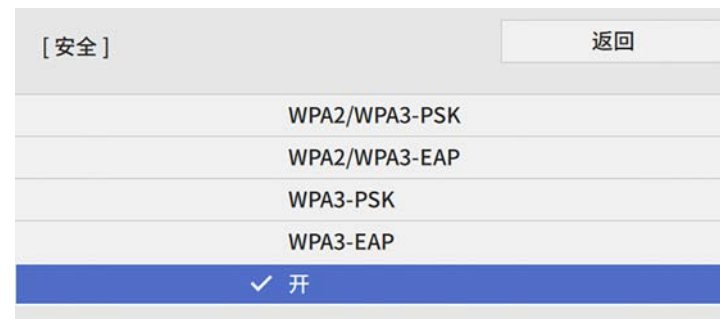 [安全]
返回
WPA2/WPA3-PSK
WPA2/WPA3-EAP
WPA3-PSK
WPA3-EAP
✓ 开